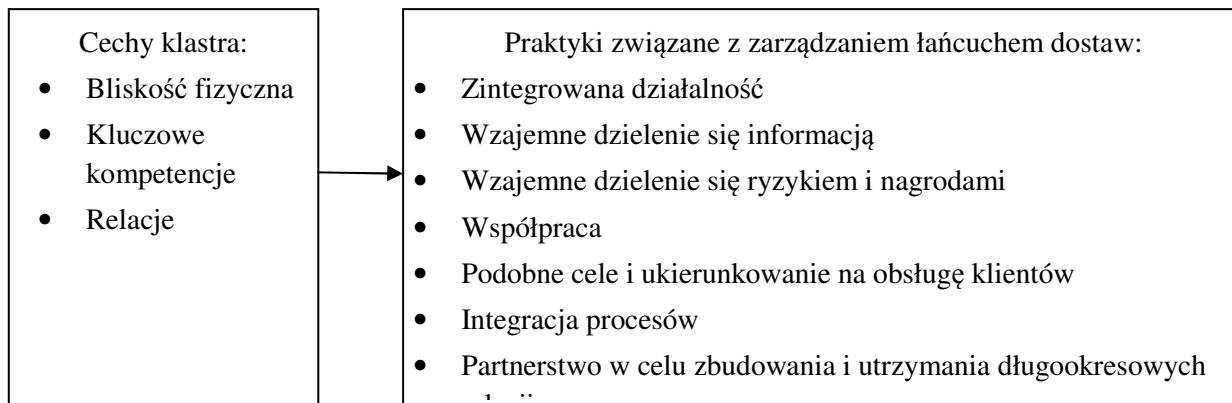 Cechy klastra:
• Bliskość fizyczna
• Kluczowe
kompetencje
• Relacje
Praktyki związane z zarządzaniem łańcuchem dostaw:
• Zintegrowana działalność
• Wzajemne dzielenie się informacją
• Wzajemne dzielenie się ryzykiem i nagrodami
• Współpraca
• Podobne cele i ukierunkowanie na obsługę klientów
• Integracja procesów
• Partnerstwo w celu zbudowania i utrzymania długookresowych